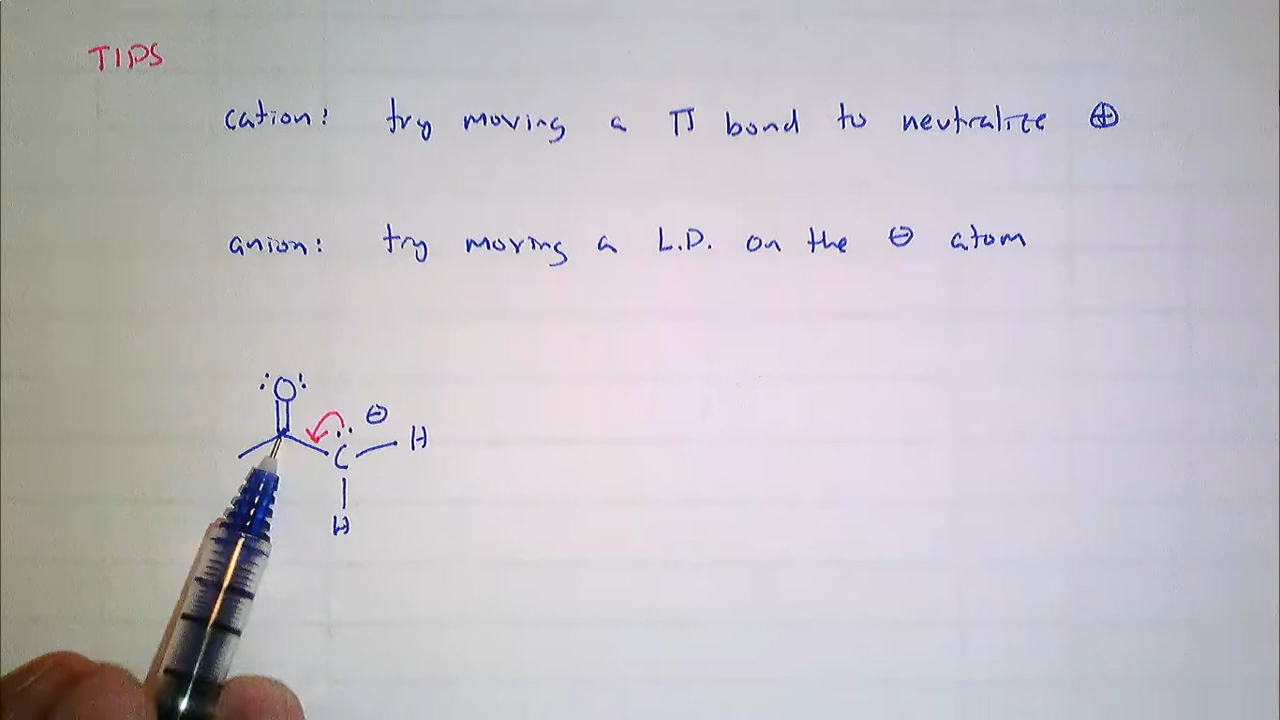 TIPS
cation: try moving a π bond to neutralize ⊕
anion: try moving a L.P. on the ⊖ atom
:O:
⊖
.. C H
H